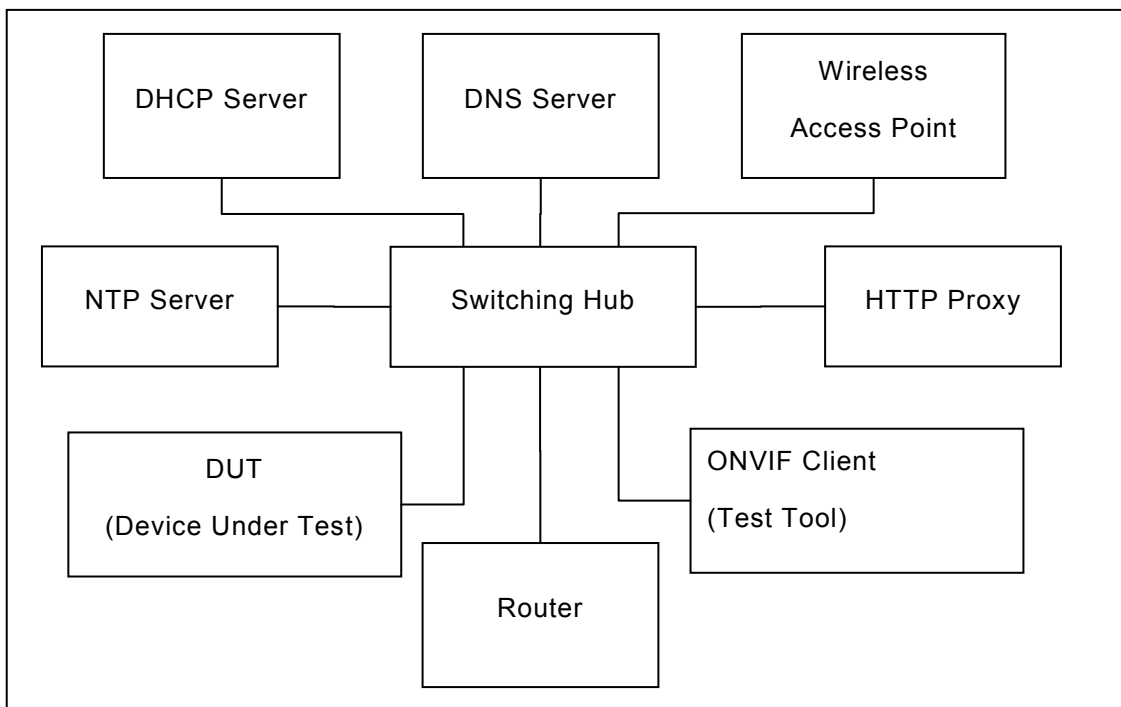 DHCP Server
DNS Server
Wireless
Access Point
NTP Server
Switching Hub
HTTP Proxy
DUT
(Device Under Test)
ONVIF Client
(Test Tool)
Router